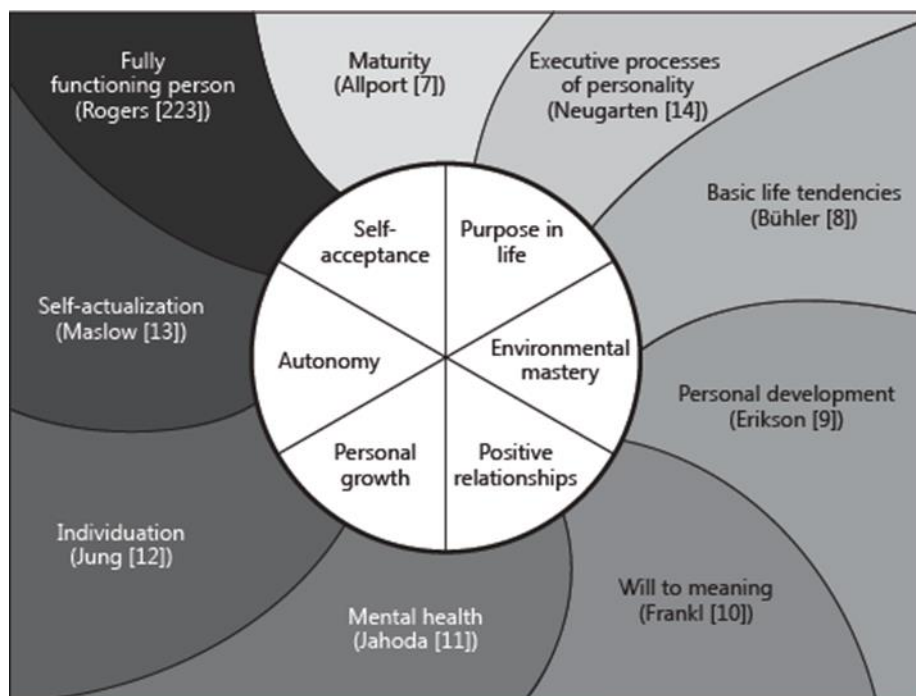 Fully
functioning person
(Rogers [223])
Maturity
(Allport [7])
Executive processes
of personality
(Neugarten [14])
Basic life tendencies
(Bühler [8])
Self-
acceptance
Purpose in
life
Self-actualization
(Maslow [13])
Autonomy
Environmental
mastery
Personal development
(Erikson [9])
Personal
growth
Positive
relationships
Individuation
(Jung [12])
Mental health
(Jahoda [11])
Will to meaning
(Frankl [10])